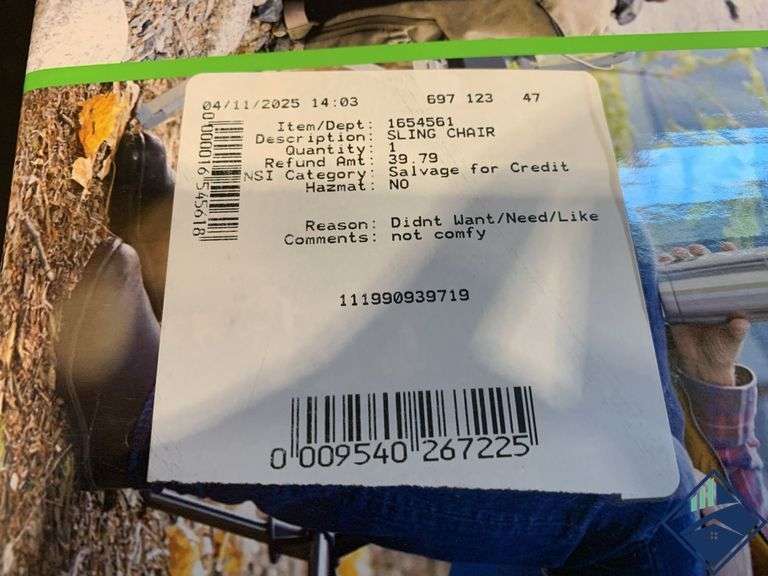 04/11/2025 14:03 697 123 47
Item/Dept: 1654561
Description: SLING CHAIR
Quantity: 1
Refund Amt: 39.79
NSI Category: Salvage for Credit
Hazmat: NO
0000016545618
Reason: Didnt Want/Need/Like
Comments: not comfy
111990939719
0 009540 267225